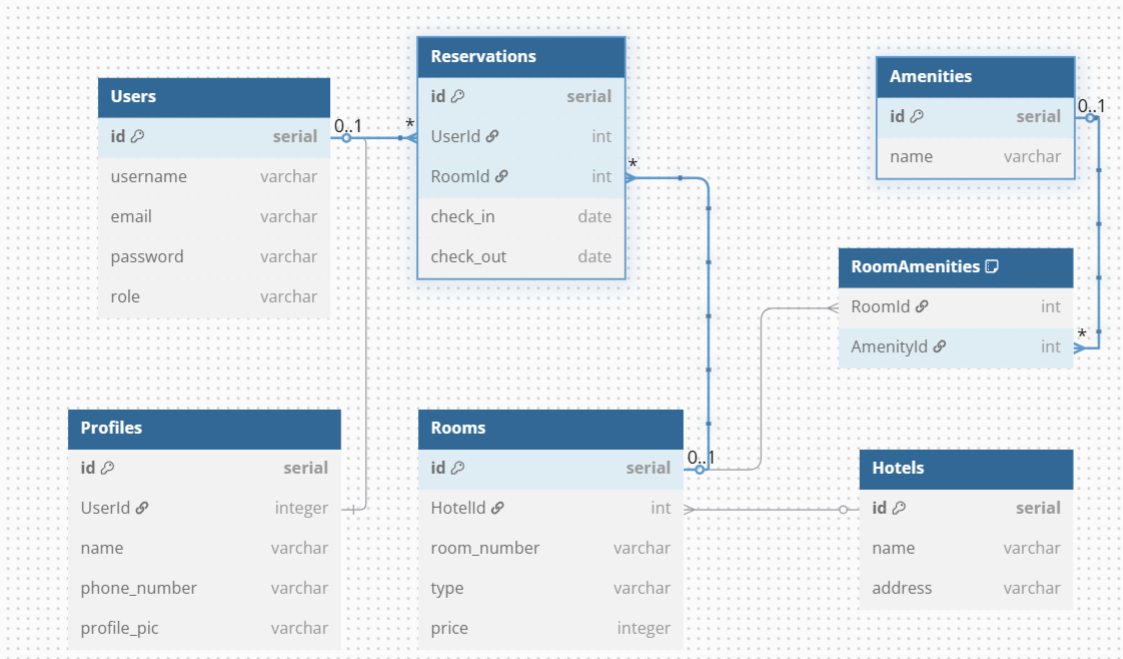 Users
id serial
username varchar
email varchar
password varchar
role varchar
0..1
*
Reservations
id serial
UserId int
RoomId int
check_in date
check_out date
*
Amenities
id serial
name varchar
0..1
RoomAmenities
RoomId int
AmenityId int
*
Profiles
id serial
UserId integer
name varchar
phone_number varchar
profile_pic varchar
Rooms
id serial
HotelId int
room_number varchar
type varchar
price integer
0..1
Hotels
id serial
name varchar
address varchar